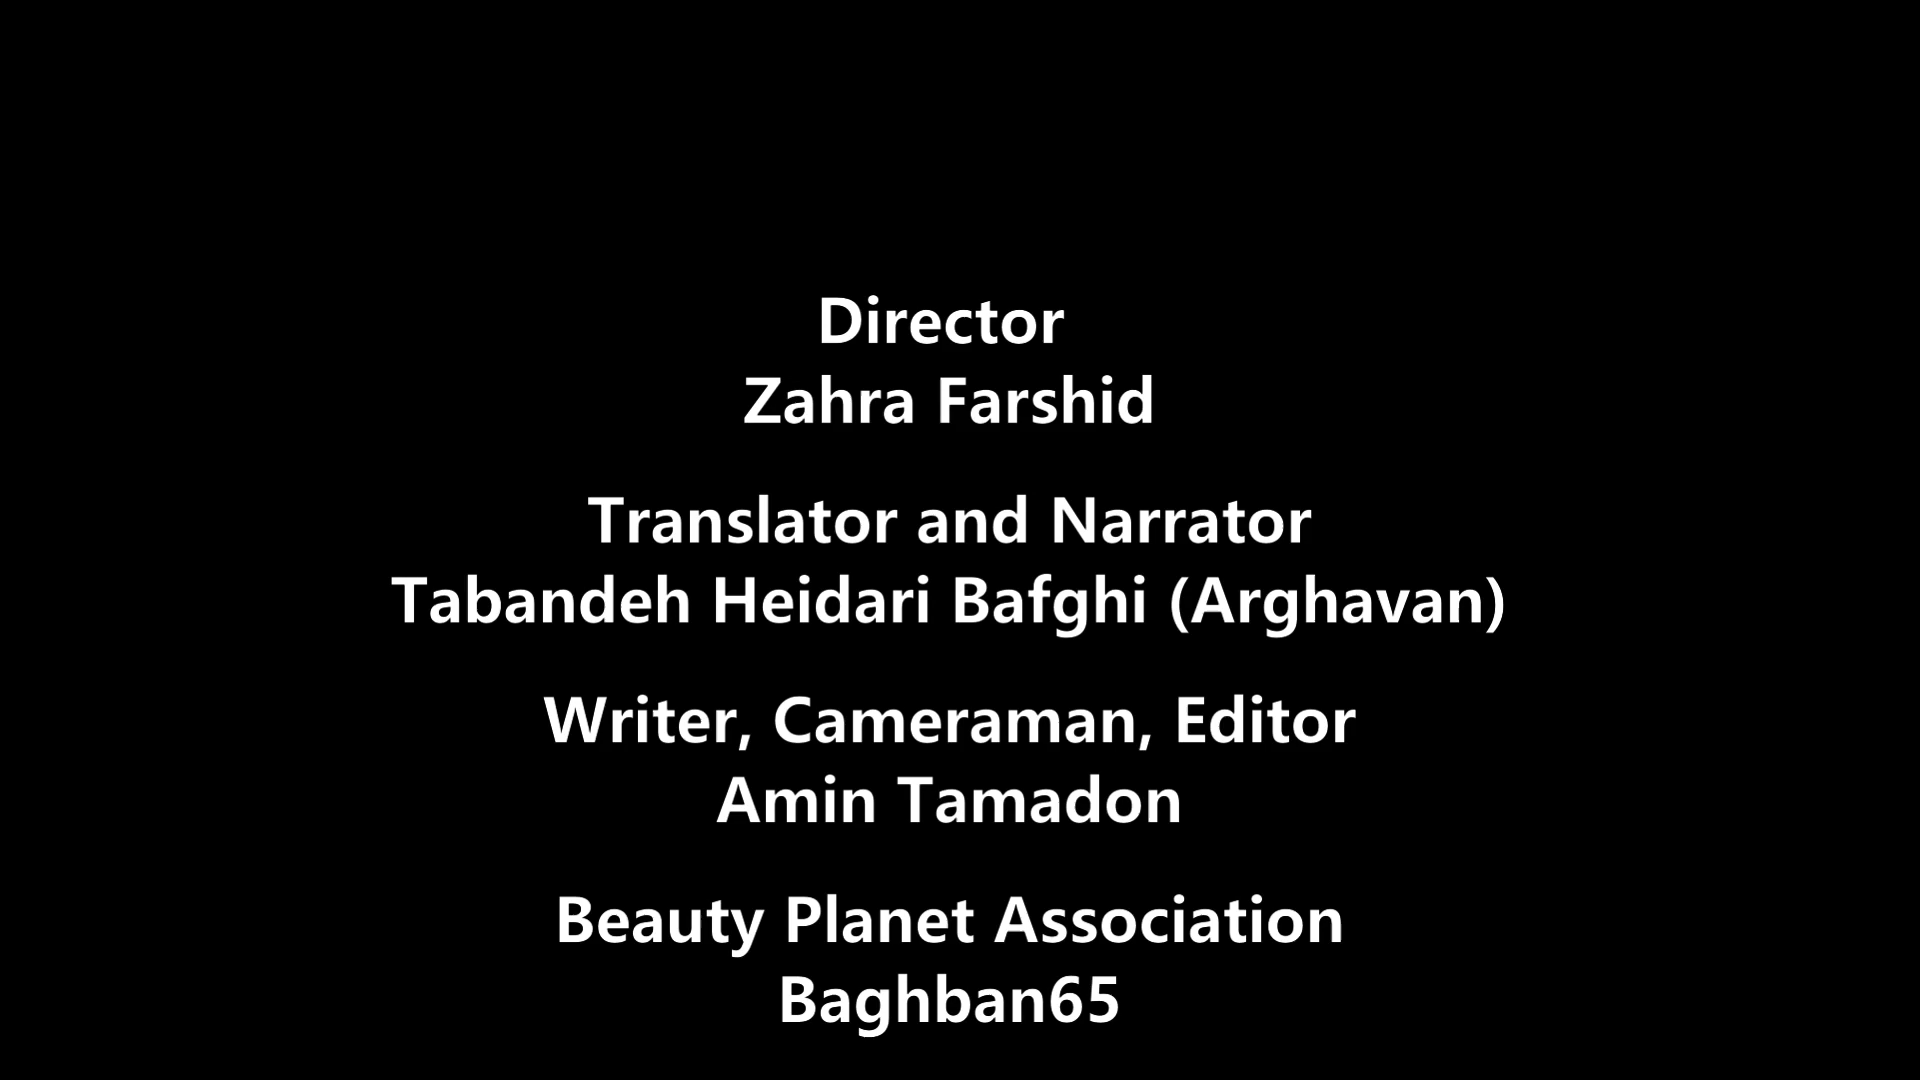 Director
Zahra Farshid
Translator and Narrator
Tabandeh Heidari Bafghi (Arghavan)
Writer, Cameraman, Editor
Amin Tamadon
Beauty Planet Association
Baghban65